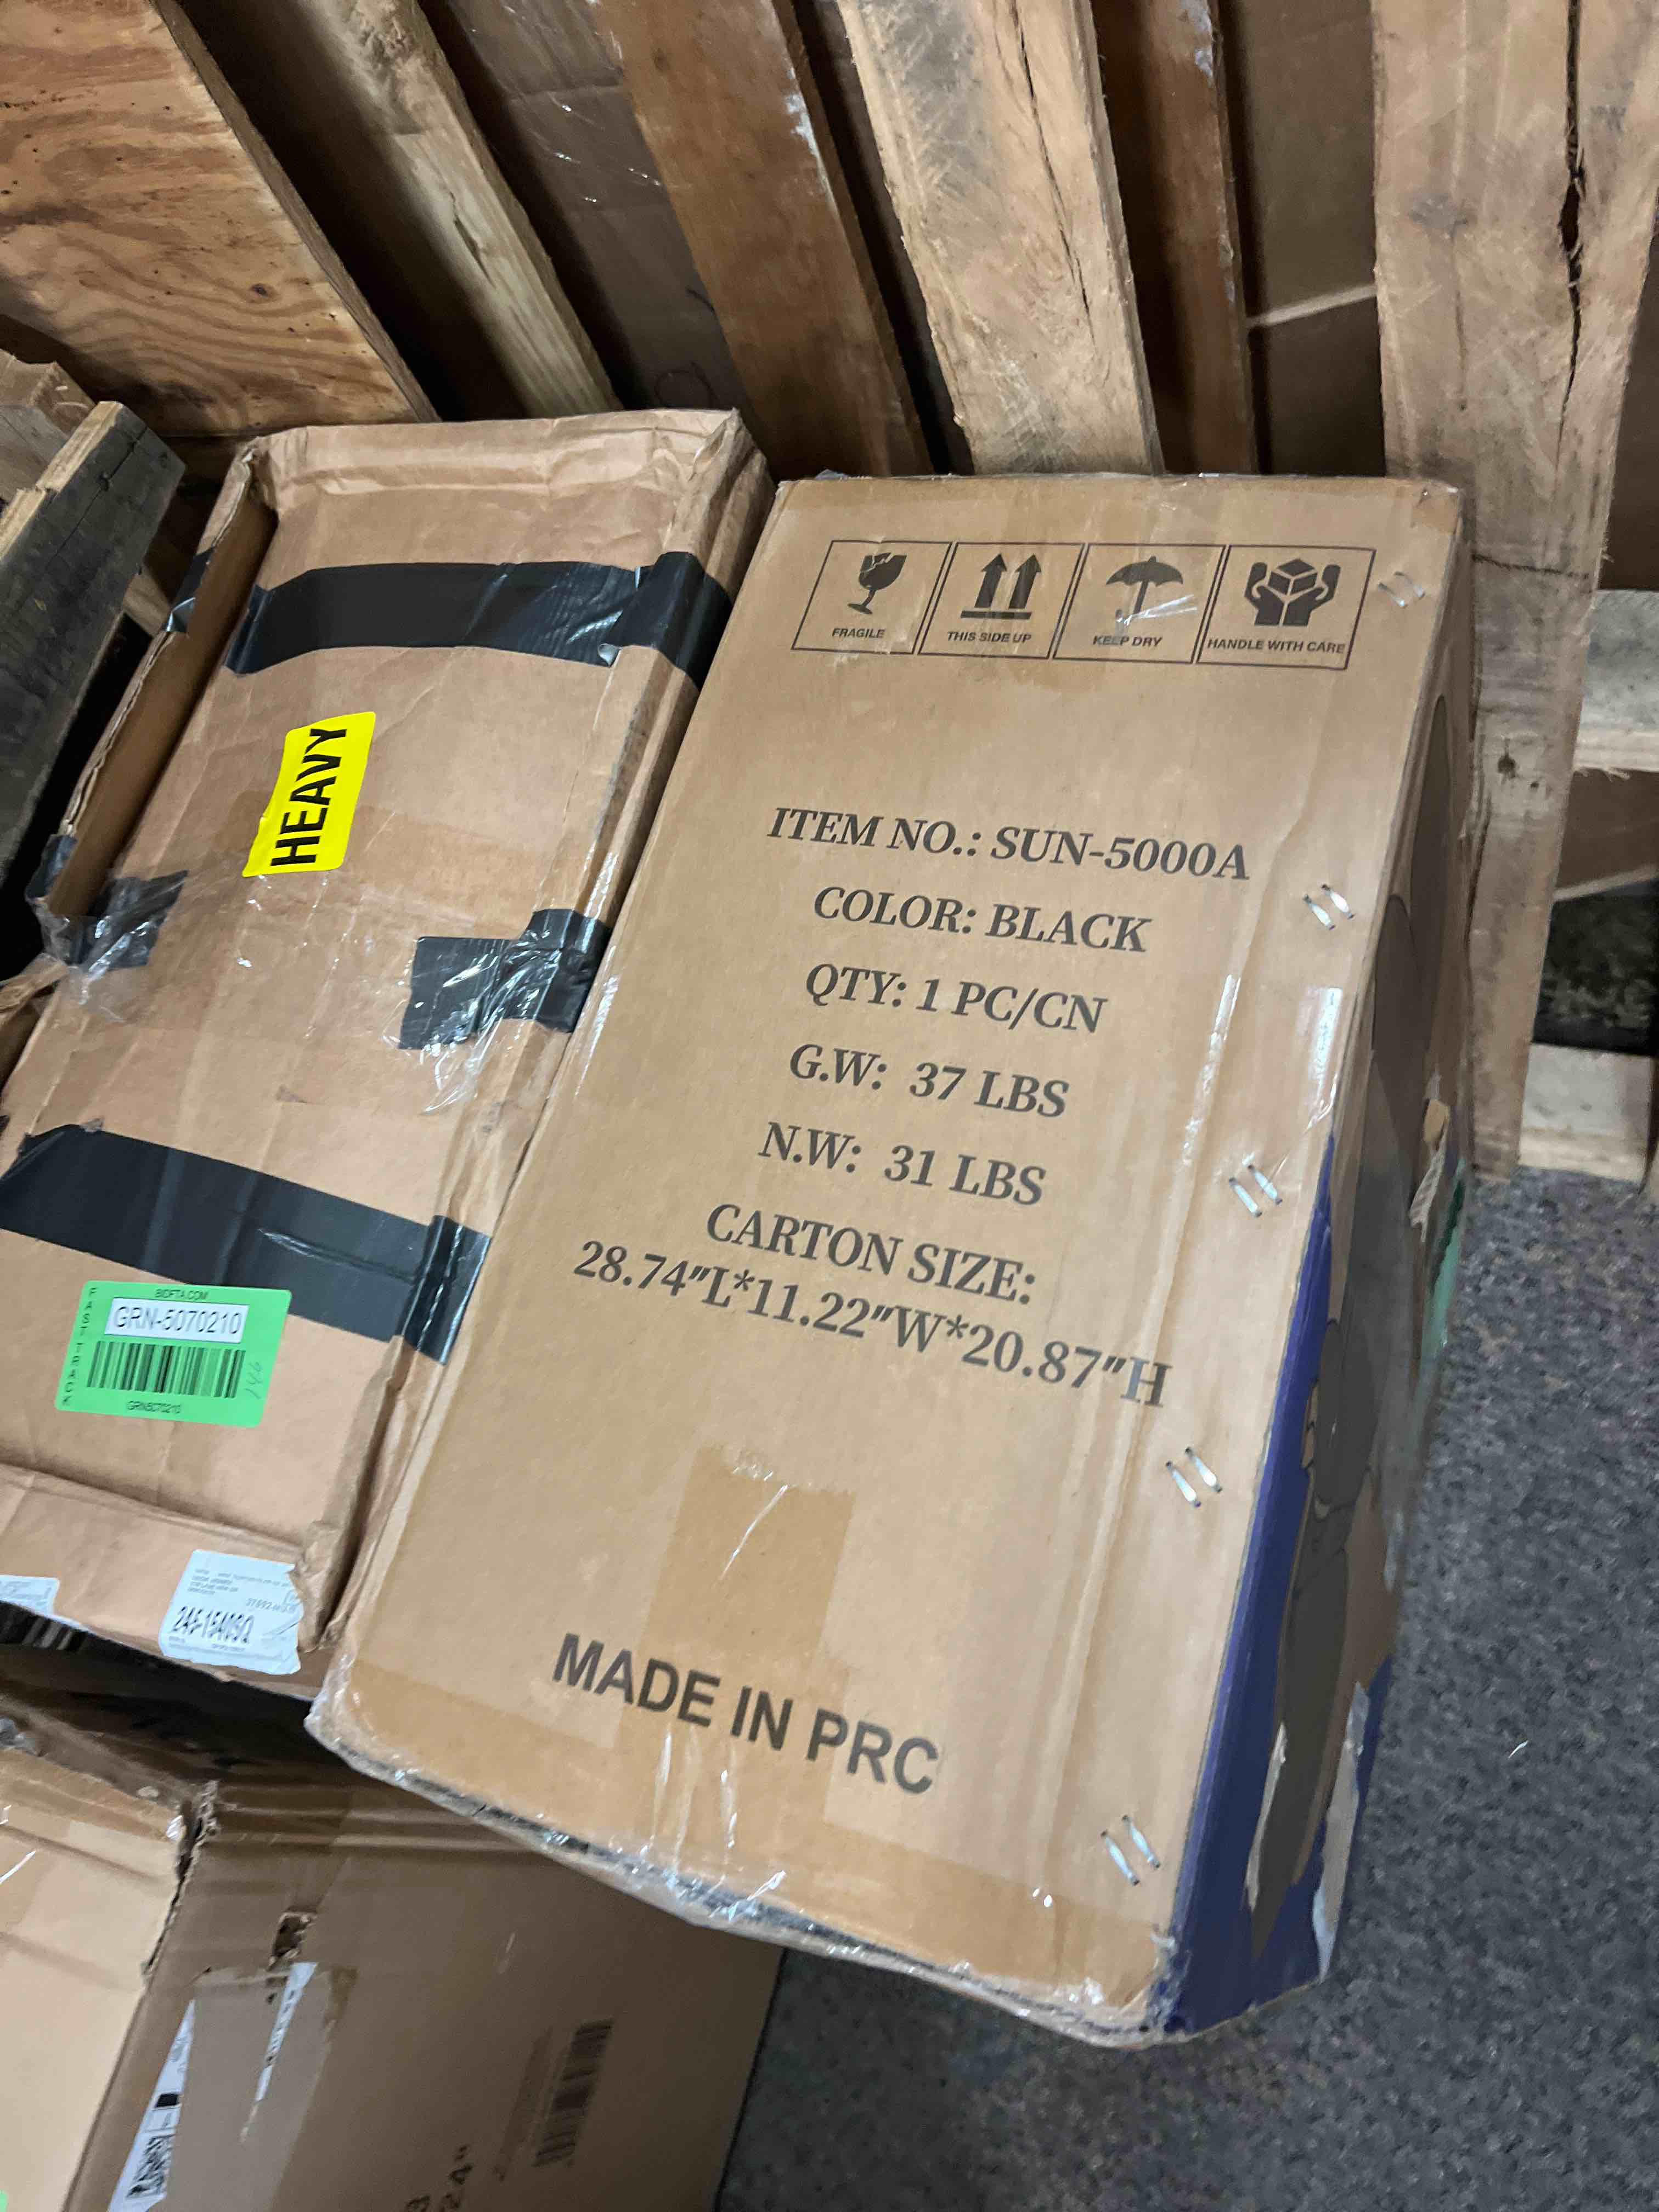 FRAGILE
THIS SIDE UP
KEEP DRY
HANDLE WITH CARE
ITEM NO.: SUN-5000A
COLOR: BLACK
QTY: 1 PC/CN
G.W: 37 LBS
N.W: 31 LBS
CARTON SIZE:
28.74"L*11.22"W*20.87"H
MADE IN PRC
HEAVY
BIDFTA.COM
FAST TRACK
GRN-5070210
GRN5070210
24"